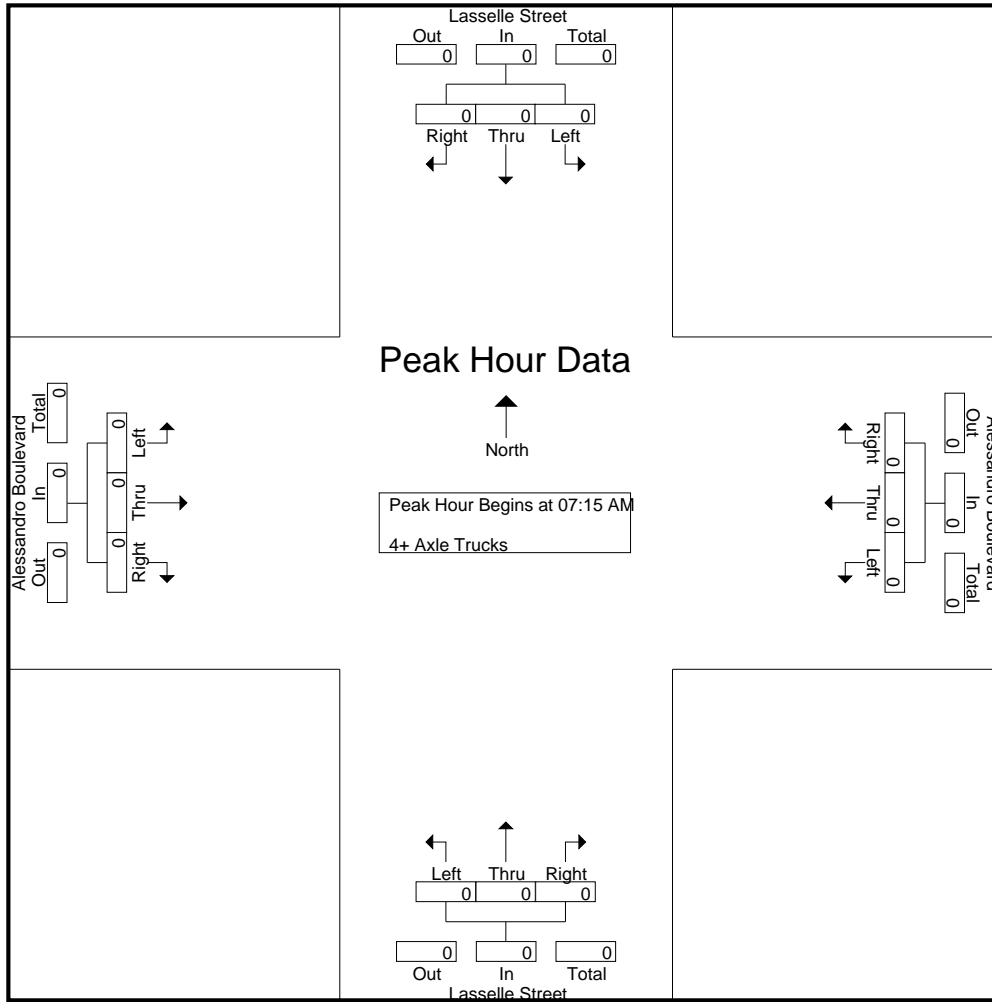 Lasselle Street
Out In Total
0 0 0
0 0 0
Right Thru Left
Peak Hour Data
North
Peak Hour Begins at 07:15 AM
4+ Axle Trucks
Alessandro Boulevard
Out In Total
0 0 0
0 0 0
Right Thru Left
Alessandro Boulevard
Out In Total
0 0 0
0 0 0
Right Thru Left
Left Thru Right
0 0 0
0 0 0
Out In Total
Lasselle Street